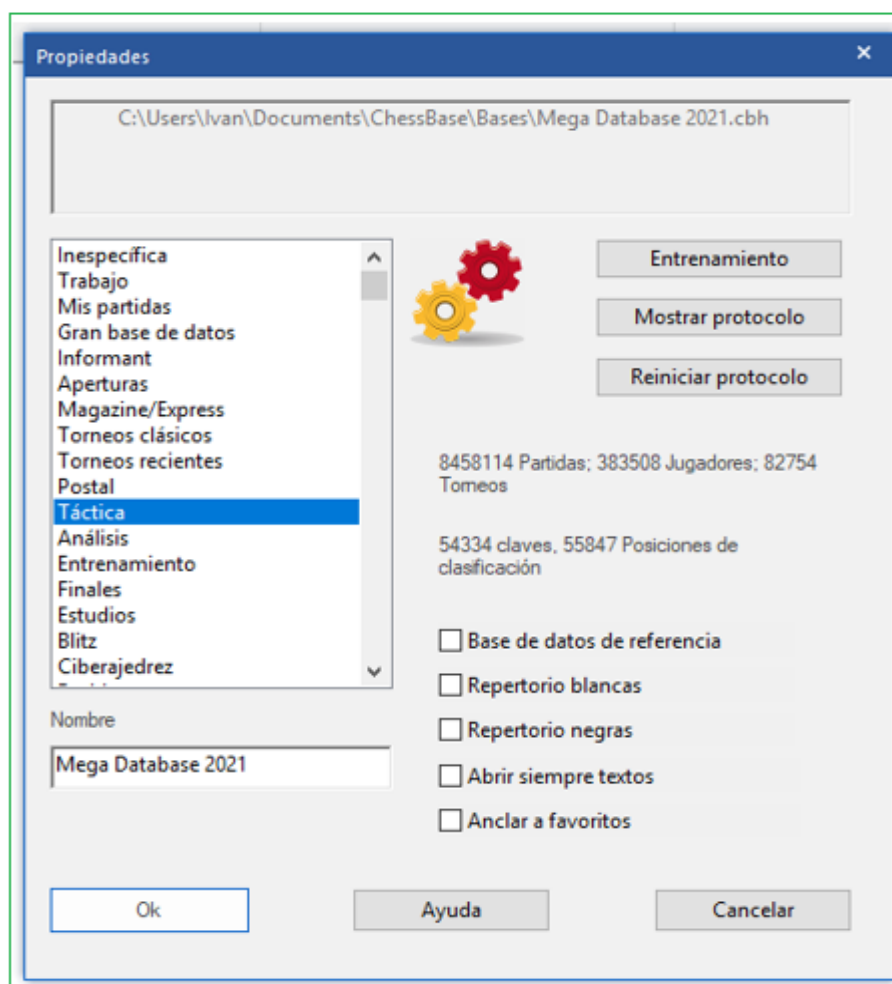 Propiedades
C:\Users\Ivan\Documents\ChessBase\Bases\Mega Database 2021.cbh
Inespecífica
Trabajo
Mis partidas
Gran base de datos
Informant
Aperturas
Magazine/Express
Torneos clásicos
Torneos recientes
Postal
Táctica
Análisis
Entrenamiento
Finales
Estudios
Blitz
Ciberajedrez
Entrenamiento
Mostrar protocolo
Reiniciar protocolo
8458114 Partidas; 383508 Jugadores; 82754
Torneos
54334 claves, 55847 Posiciones de
clasificación
Base de datos de referencia
Repertorio blancas
Repertorio negras
Abrir siempre textos
Anclar a favoritos
Nombre
Mega Database 2021
Ok
Ayuda
Cancelar